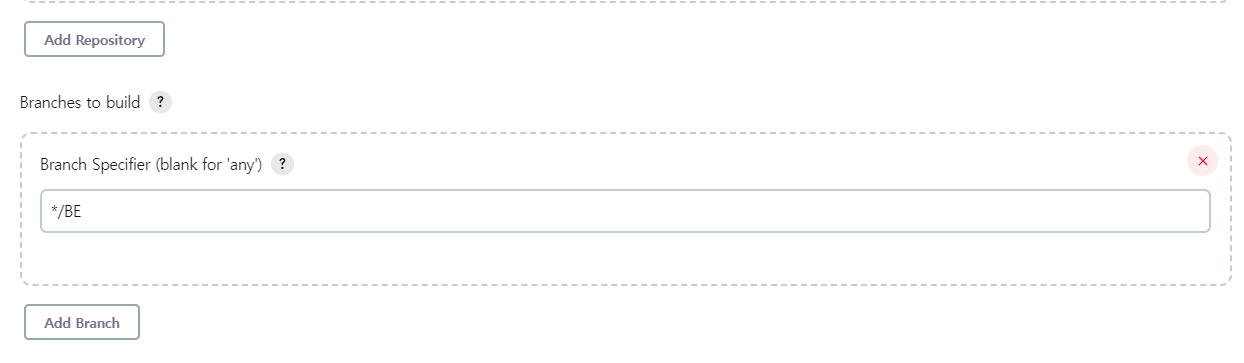 Add Repository
Branches to build ?
Branch Specifier (blank for 'any') ?
*/BE
Add Branch